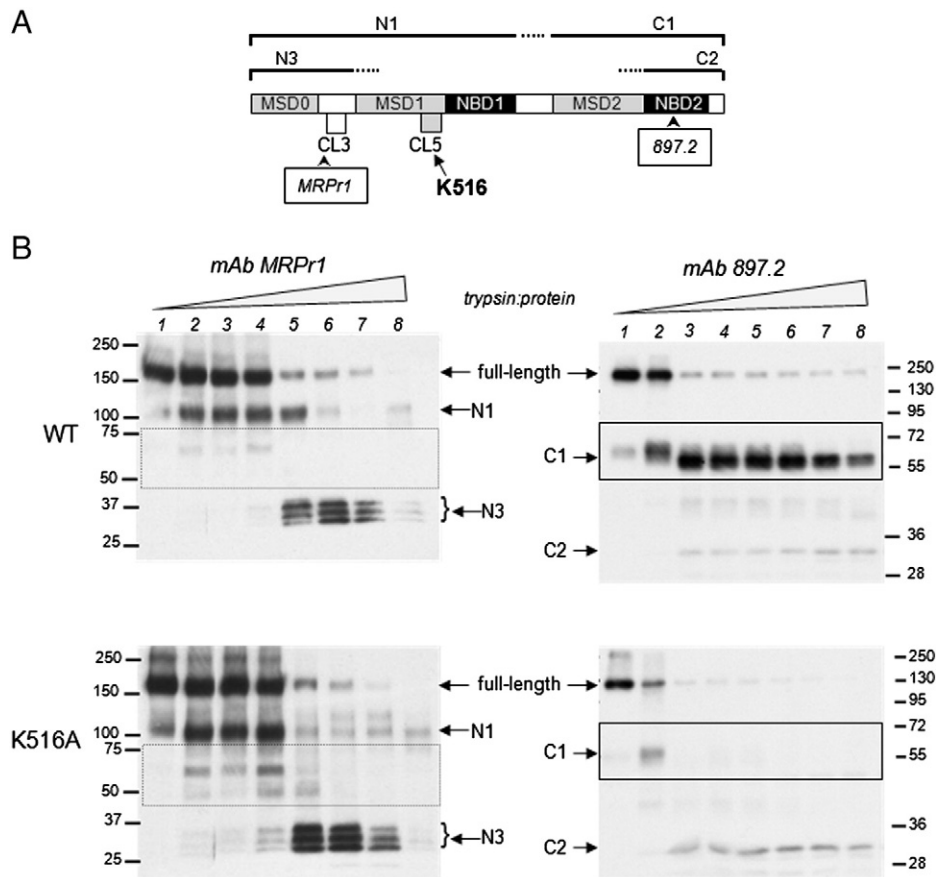 A
N1 C1
N3 C2
MSD0 MSD1 NBD1 MSD2 NBD2
CL3 CL5
MRPr1 K516 897.2
B
mAb MRPr1 trypsin:protein mAb 897.2
1 2 3 4 5 6 7 8 1 2 3 4 5 6 7 8
WT
250
150
100
75
50
37
25
full-length
N1
N3
C1
C2
250
130
95
72
55
36
28
K516A
250
150
100
75
50
37
25
full-length
N1
N3
C1
C2
250
130
95
72
55
36
28